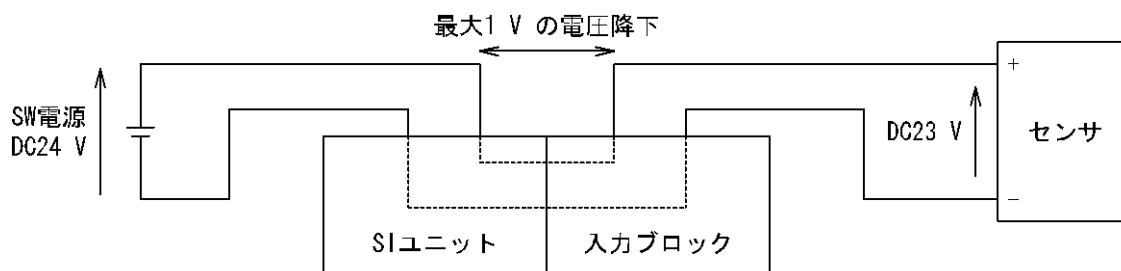 最大1 V の電圧降下
SW電源
DC24 V
+
DC23 V
センサ
−
SIユニット
入力ブロック